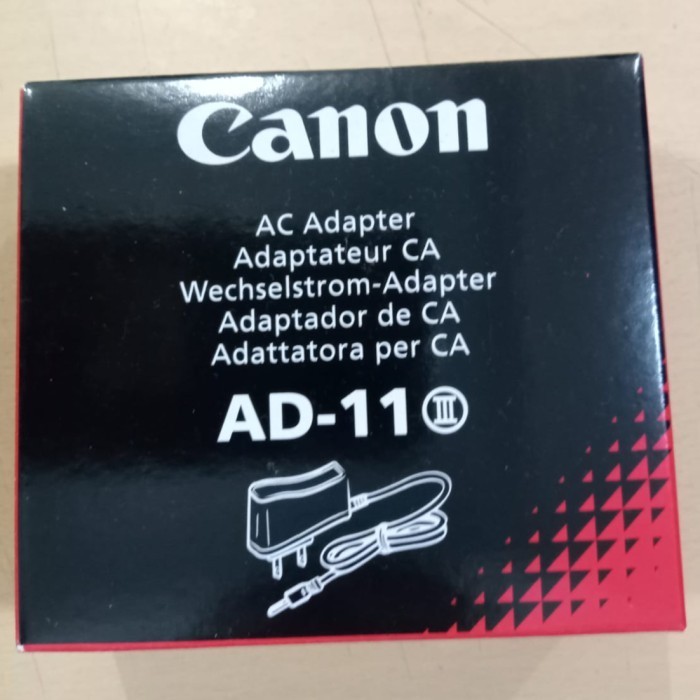 Canon
AC Adapter
Adaptateur CA
Wechselstrom-Adapter
Adaptador de CA
Adattatora per CA
AD-11 III